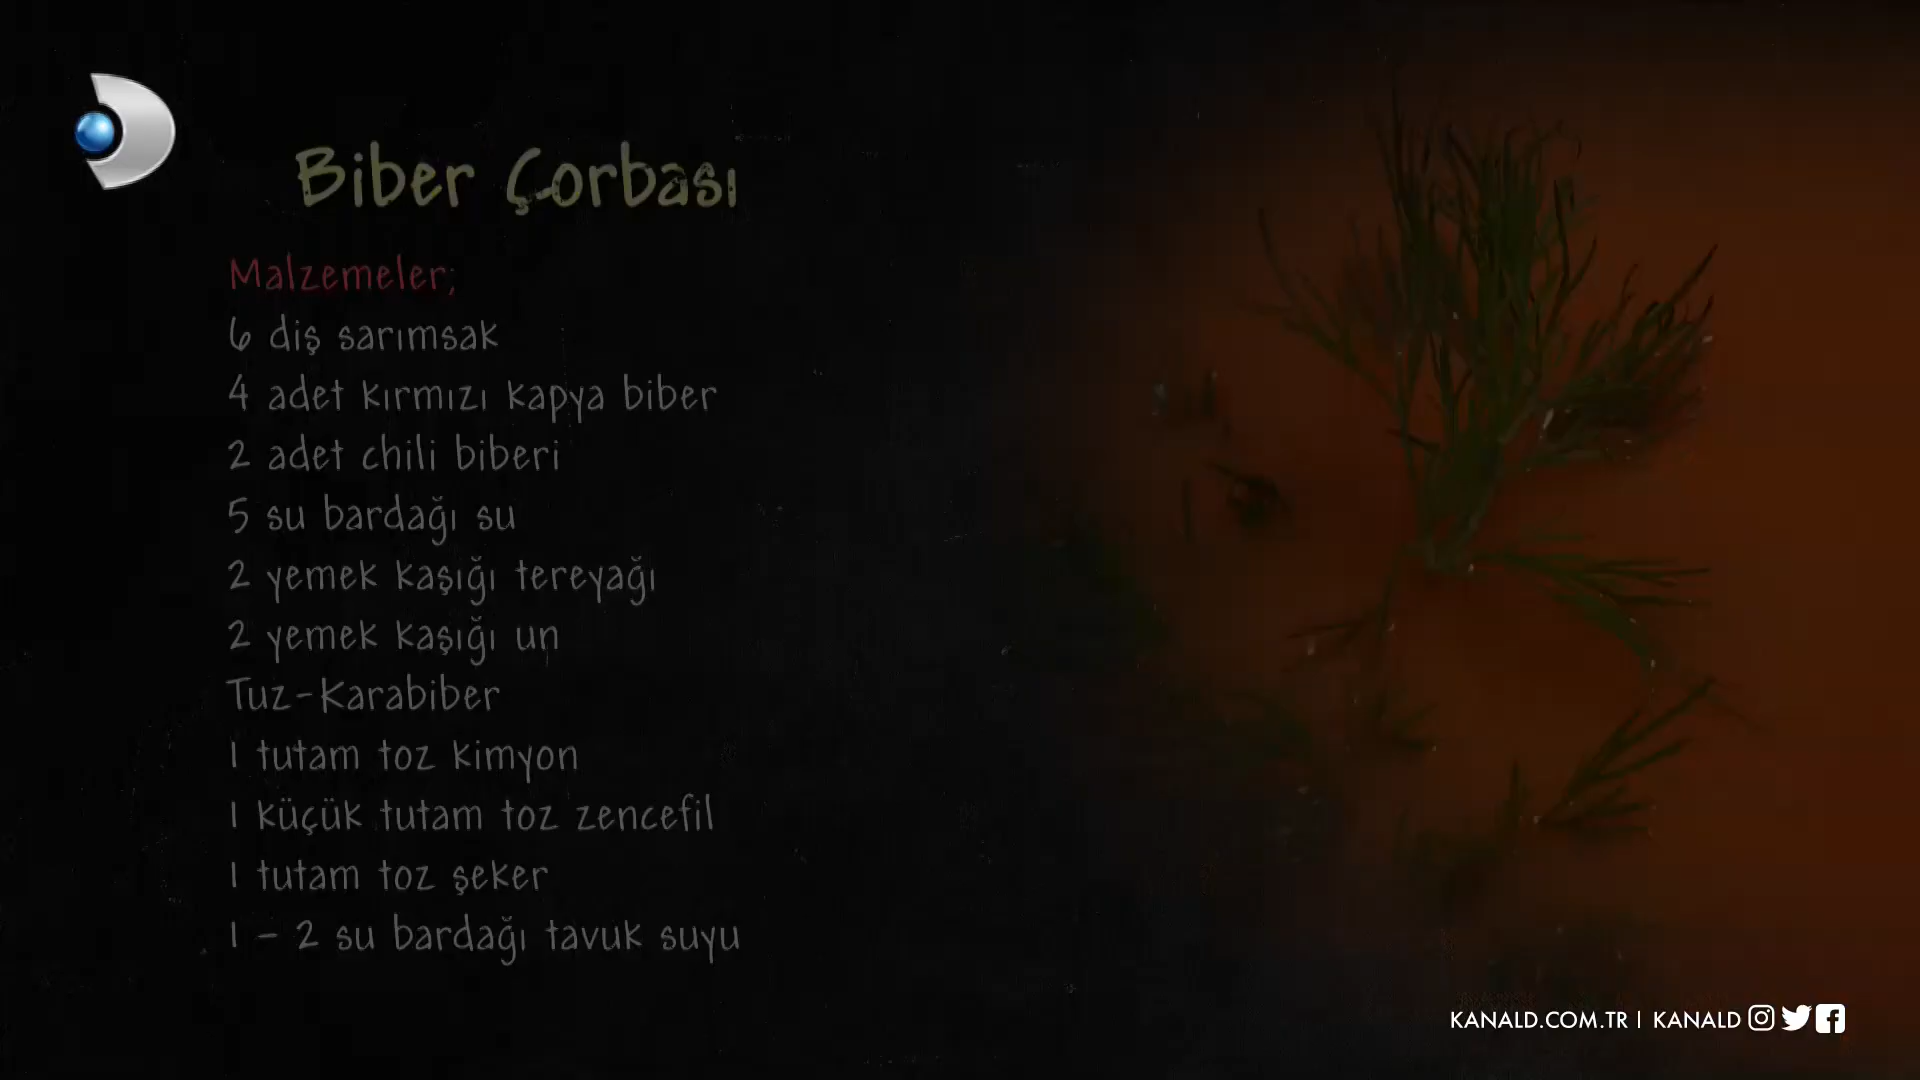 Biber Çorbası
Malzemeler;
6 diş sarımsak
4 adet kırmızı kapya biber
2 adet chili biberi
5 su bardağı su
2 yemek kaşığı tereyağı
2 yemek kaşığı un
Tuz-Karabiber
1 tutam toz kimyon
1 küçük tutam toz zencefil
1 tutam toz şeker
1 - 2 su bardağı tavuk suyu
KANALD.COM.TR | KANALD